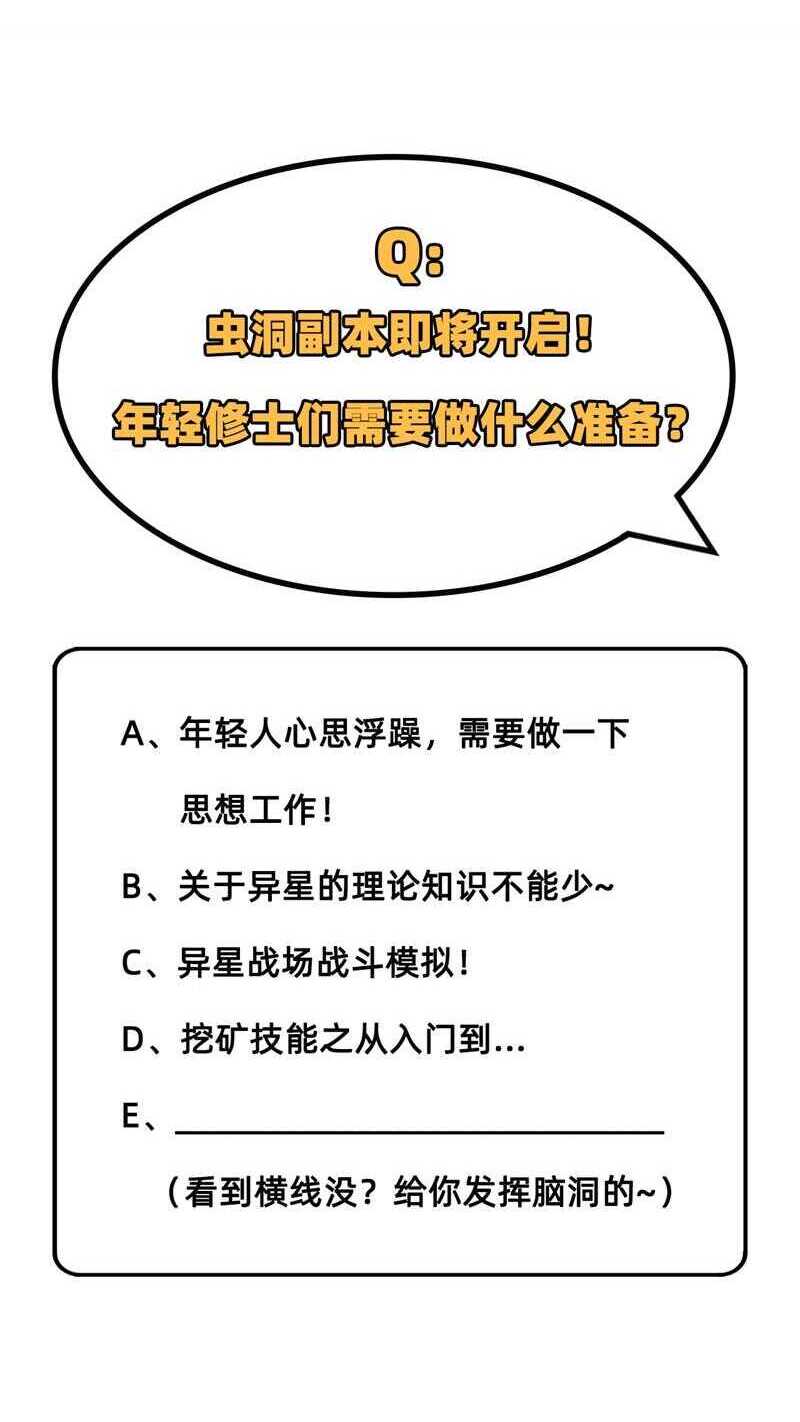 Q:
虫洞副本即将开启！
年轻修士们需要做什么准备？
A、年轻人心思浮躁，需要做一下
思想工作！
B、关于异星的理论知识不能少~
C、异星战场战斗模拟！
D、挖矿技能之从入门到...
E、____________________________
（看到横线没？给你发挥脑洞的~）